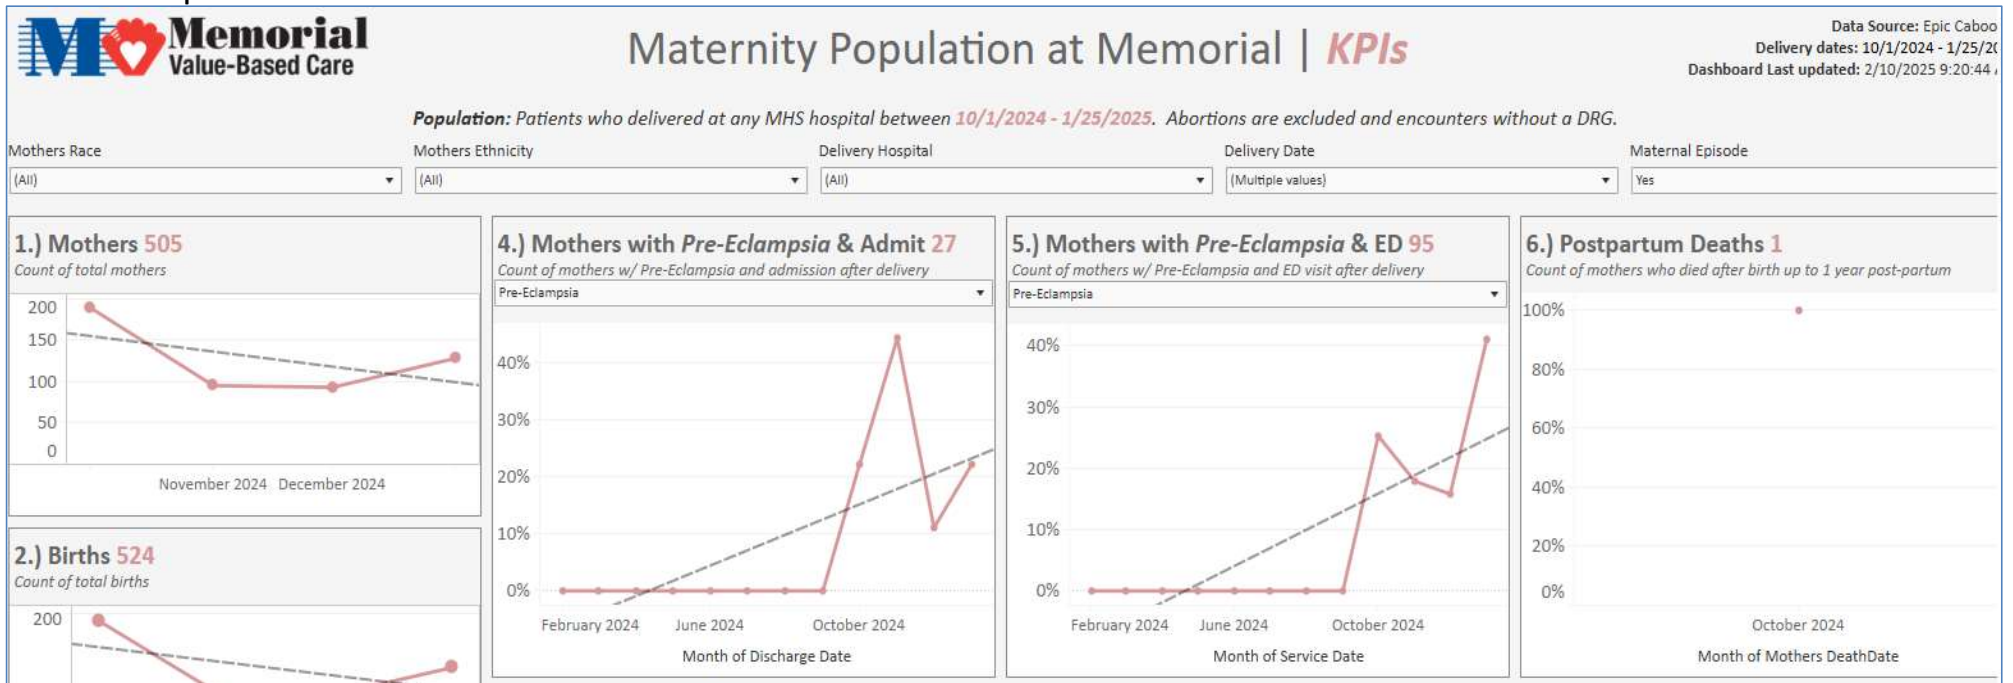 Memorial
Value-Based Care
Maternity Population at Memorial | KPIs
Data Source: Epic Caboo
Delivery dates: 10/1/2024 - 1/25/20
Dashboard Last updated: 2/10/2025 9:20:44
Population: Patients who delivered at any MHS hospital between 10/1/2024 - 1/25/2025. Abortions are excluded and encounters without a DRG.
Mothers Race
(All)
Mothers Ethnicity
(All)
Delivery Hospital
(All)
Delivery Date
(Multiple values)
Maternal Episode
Yes
1.) Mothers 505
Count of total mothers
200
150
100
50
0
November 2024 December 2024
2.) Births 524
Count of total births
200
4.) Mothers with Pre-Eclampsia & Admit 27
Count of mothers w/ Pre-Eclampsia and admission after delivery
Pre-Eclampsia
40%
30%
20%
10%
0%
February 2024 June 2024 October 2024
Month of Discharge Date
5.) Mothers with Pre-Eclampsia & ED 95
Count of mothers w/ Pre-Eclampsia and ED visit after delivery
Pre-Eclampsia
40%
30%
20%
10%
0%
February 2024 June 2024 October 2024
Month of Service Date
6.) Postpartum Deaths 1
Count of mothers who died after birth up to 1 year post-partum
100%
80%
60%
40%
20%
0%
October 2024
Month of Mothers DeathDate